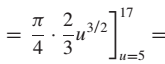 = π/4 · 2/3 u^{3/2} ]_{u=5}^{17} =